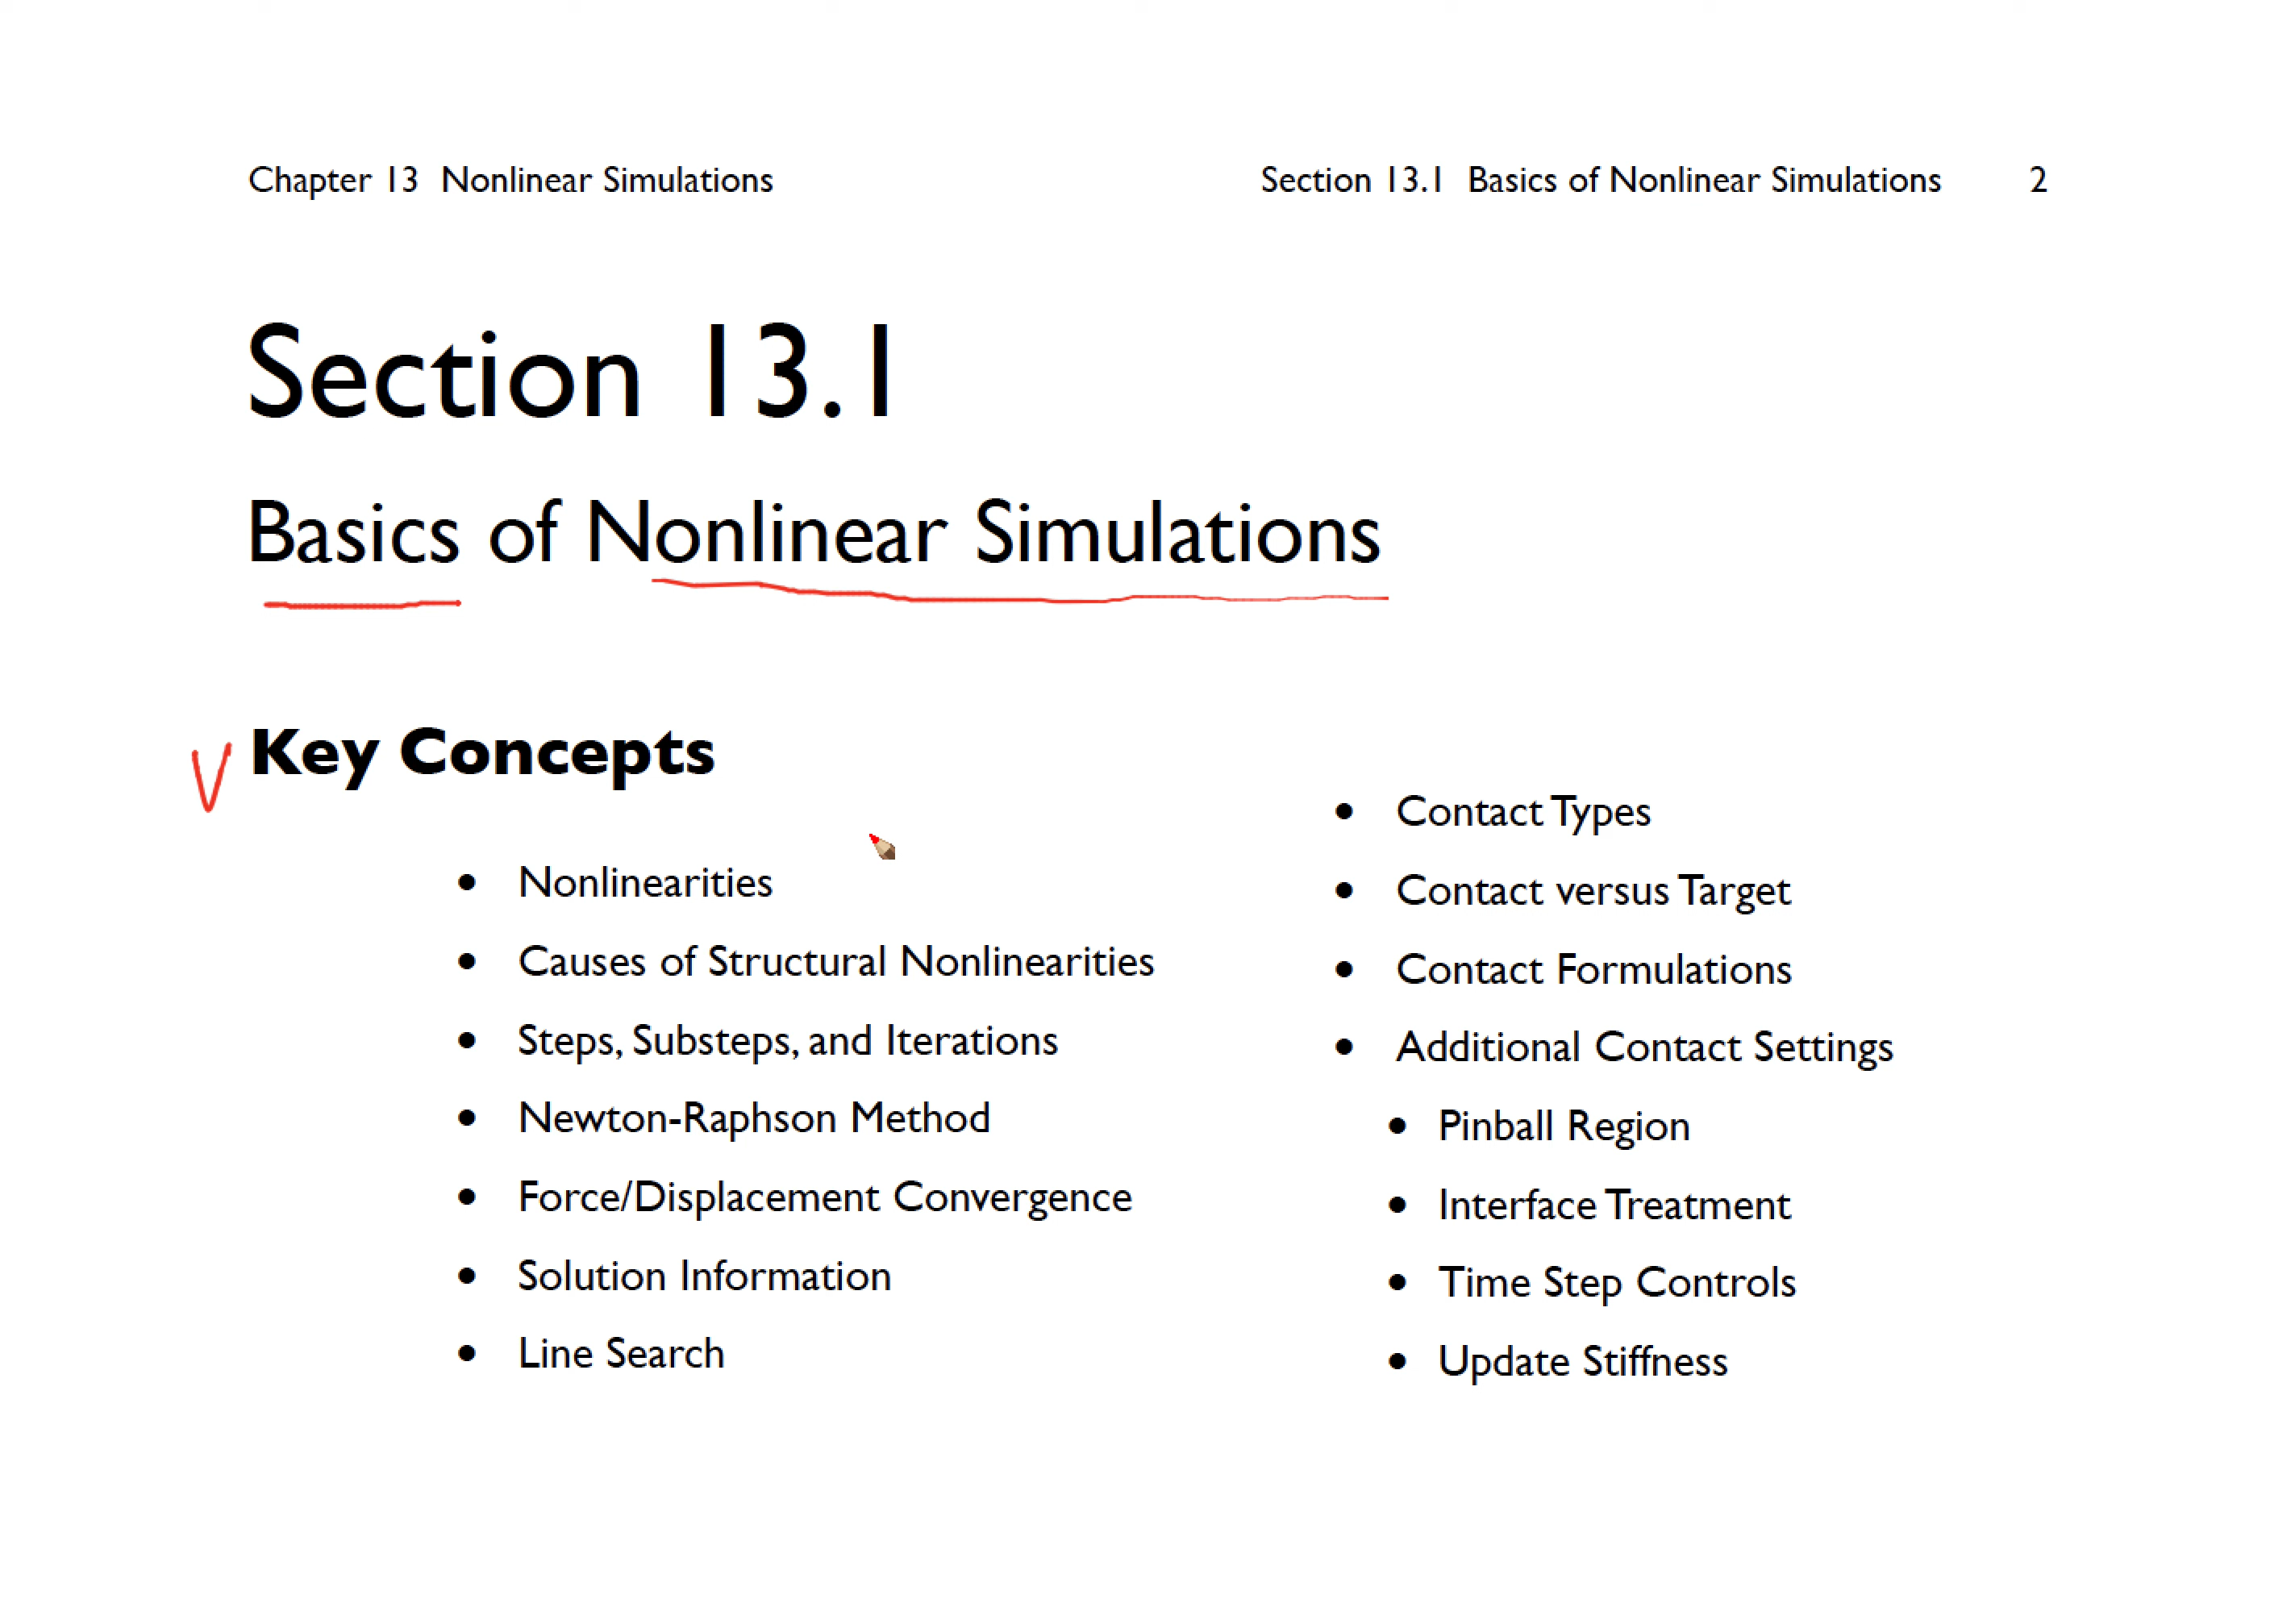 Chapter 13 Nonlinear Simulations
Section 13.1 Basics of Nonlinear Simulations 2
Section 13.1
Basics of Nonlinear Simulations
Key Concepts
• Nonlinearities
• Causes of Structural Nonlinearities
• Steps, Substeps, and Iterations
• Newton-Raphson Method
• Force/Displacement Convergence
• Solution Information
• Line Search
• Contact Types
• Contact versus Target
• Contact Formulations
• Additional Contact Settings
• Pinball Region
• Interface Treatment
• Time Step Controls
• Update Stiffness